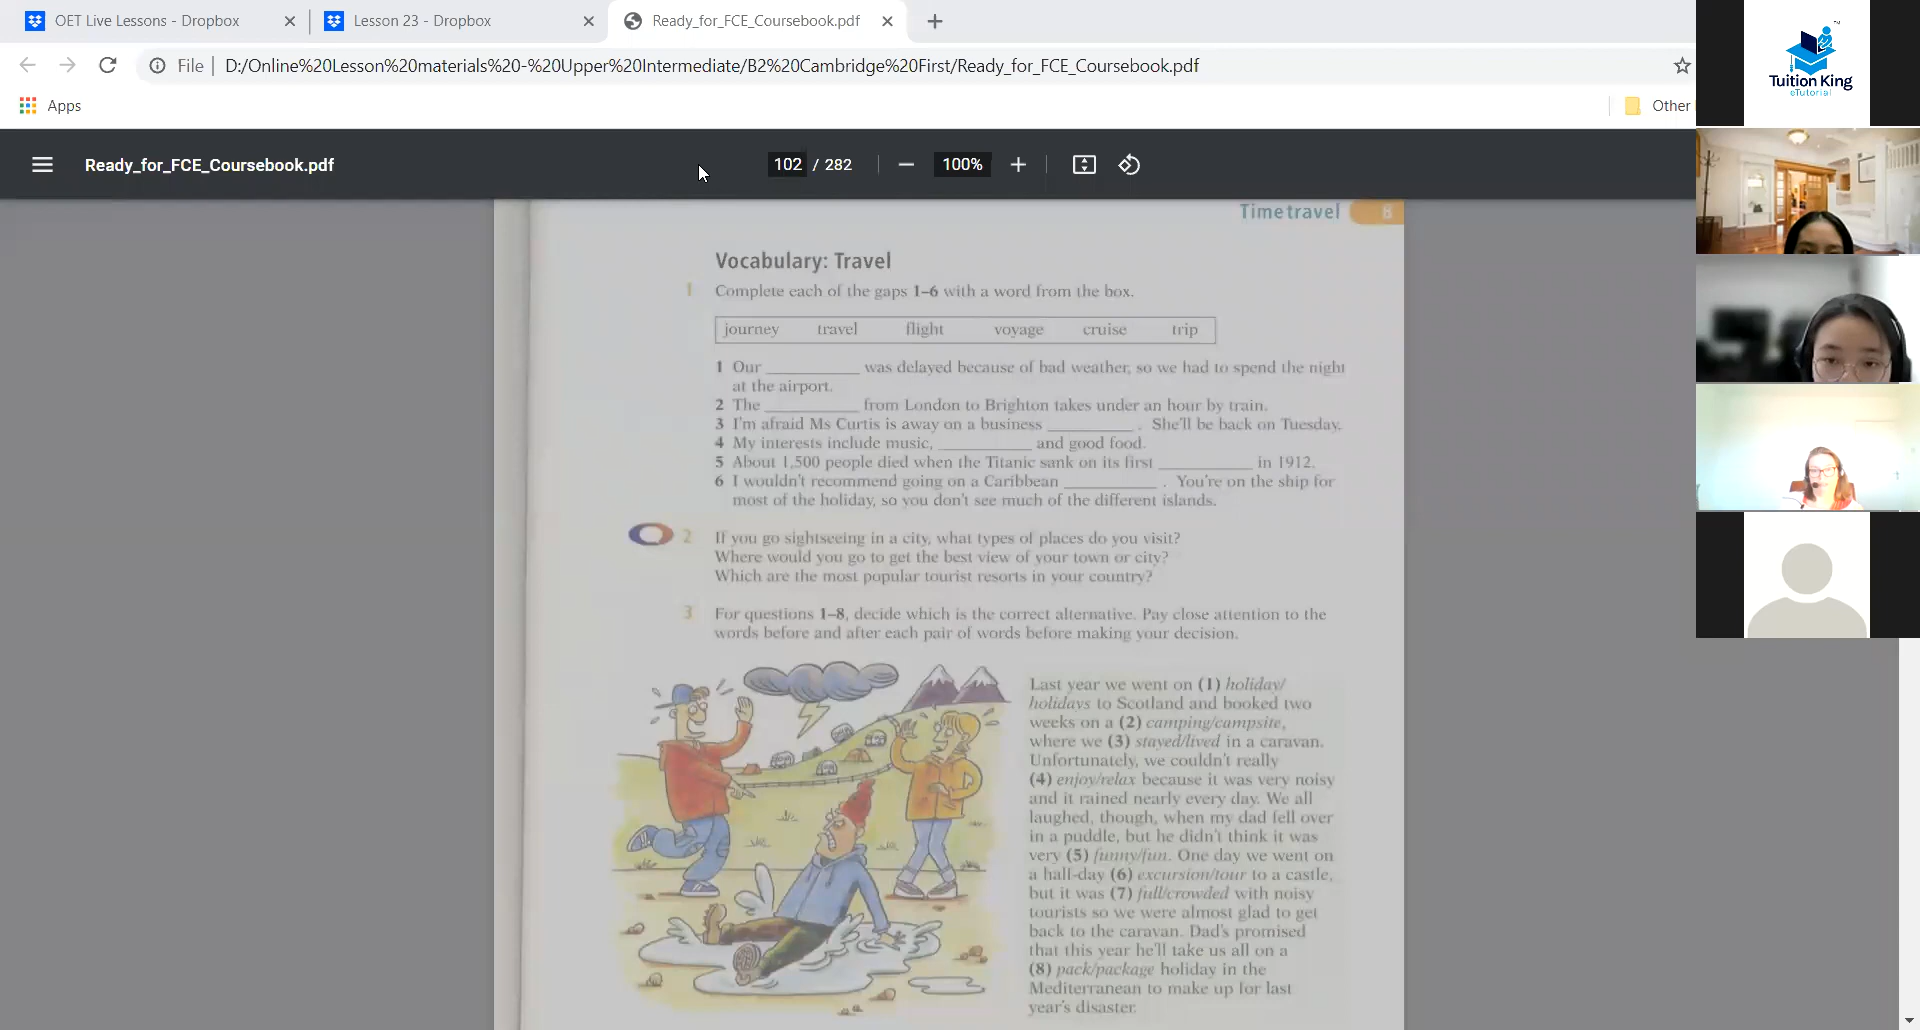 OET Live Lessons - Dropbox
Lesson 23 - Dropbox
Ready_for_FCE_Coursebook.pdf
File
D:/Online%20Lesson%20materials%20-%20Upper%20Intermediate/B2%20Cambridge%20First/Ready_for_FCE_Coursebook.pdf
Apps
Other
Tuition King
eTutorial
TM
Ready_for_FCE_Coursebook.pdf
102 / 282
100%
Time travel 8
Vocabulary: Travel
1 Complete each of the gaps 1–6 with a word from the box.
journey travel flight voyage cruise trip
1 Our __________ was delayed because of bad weather, so we had to spend the night
at the airport.
2 The __________ from London to Brighton takes under an hour by train.
3 I'm afraid Ms Curtis is away on a business __________ . She'll be back on Tuesday.
4 My interests include music, __________ and good food.
5 About 1,500 people died when the Titanic sank on its first __________ in 1912.
6 I wouldn't recommend going on a Caribbean __________ . You're on the ship for
most of the holiday, so you don't see much of the different islands.
2 If you go sightseeing in a city, what types of places do you visit?
Where would you go to get the best view of your town or city?
Which are the most popular tourist resorts in your country?
3 For questions 1–8, decide which is the correct alternative. Pay close attention to the
words before and after each pair of words before making your decision.
Last year we went on (1) holiday/
holidays to Scotland and booked two
weeks on a (2) camping/campsite,
where we (3) stayed/lived in a caravan.
Unfortunately, we couldn't really
(4) enjoy/relax because it was very noisy
and it rained nearly every day. We all
laughed, though, when my dad fell over
in a puddle, but he didn't think it was
very (5) funny/fun. One day we went on
a half-day (6) excursion/tour to a castle,
but it was (7) full/crowded with noisy
tourists so we were almost glad to get
back to the caravan. Dad's promised
that this year he'll take us all on a
(8) pack/package holiday in the
Mediterranean to make up for last
year's disaster.